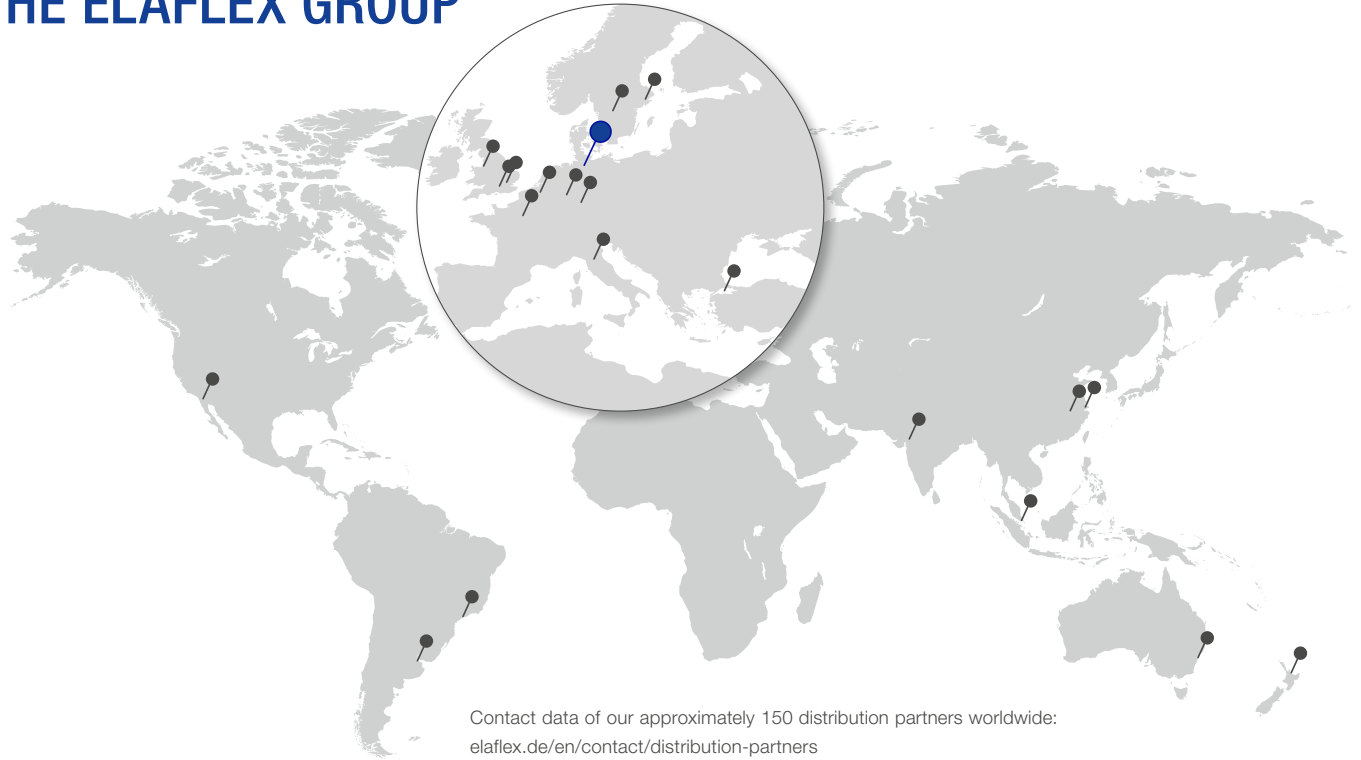 HE ELAFLEX GROUP
Contact data of our approximately 150 distribution partners worldwide:
elaflex.de/en/contact/distribution-partners